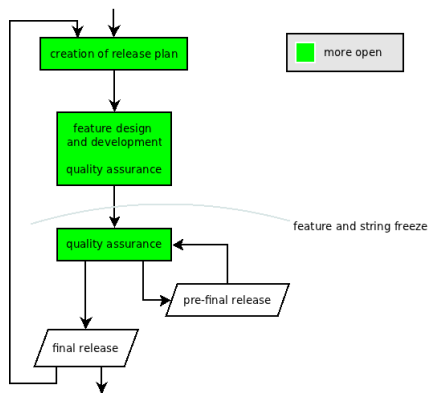 creation of release plan
more open
feature design
and development
quality assurance
feature and string freeze
quality assurance
pre-final release
final release